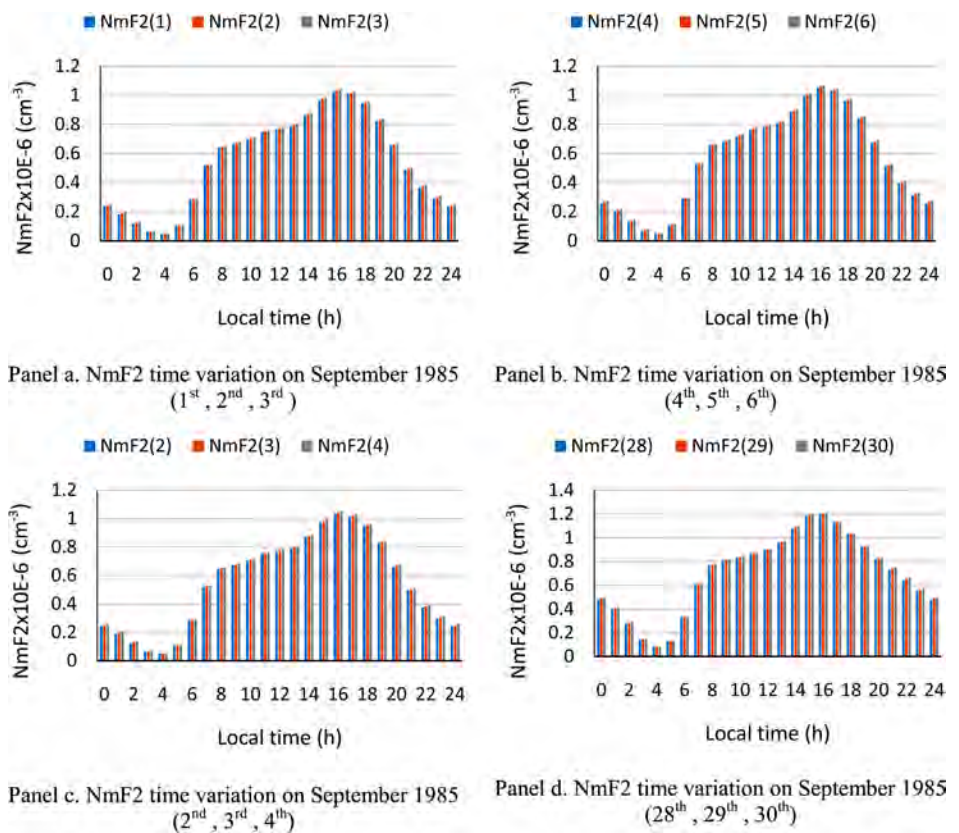 NmF2(1) NmF2(2) NmF2(3)
NmF2x10E-6 (cm⁻³)
1.2
1
0.8
0.6
0.4
0.2
0
0 2 4 6 8 10 12 14 16 18 20 22 24
Local time (h)
Panel a. NmF2 time variation on September 1985
(1st , 2nd , 3rd )
NmF2(4) NmF2(5) NmF2(6)
NmF2x10E-6 (cm⁻³)
1.2
1
0.8
0.6
0.4
0.2
0
0 2 4 6 8 10 12 14 16 18 20 22 24
Local time (h)
Panel b. NmF2 time variation on September 1985
(4th, 5th , 6th)
NmF2(2) NmF2(3) NmF2(4)
NmF2x10E-6 (cm⁻³)
1.2
1
0.8
0.6
0.4
0.2
0
0 2 4 6 8 10 12 14 16 18 20 22 24
Local time (h)
Panel c. NmF2 time variation on September 1985
(2nd , 3rd , 4th)
NmF2(28) NmF2(29) NmF2(30)
NmF2x10E-6 (cm⁻³)
1.4
1.2
1
0.8
0.6
0.4
0.2
0
0 2 4 6 8 10 12 14 16 18 20 22 24
Local time (h)
Panel d. NmF2 time variation on September 1985
(28th , 29th , 30th)